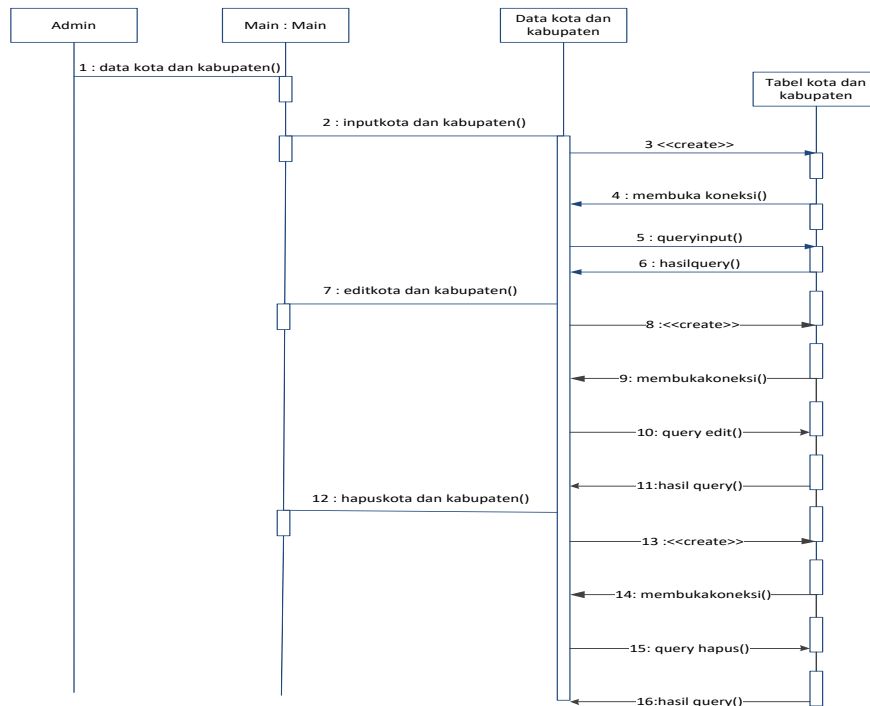 Admin
Main : Main
Data kota dan
kabupaten
Tabel kota dan
kabupaten
1 : data kota dan kabupaten()
2 : inputkota dan kabupaten()
3 <<create>>
4 : membuka koneksi()
5 : queryinput()
6 : hasilquery()
7 : editkota dan kabupaten()
8 :<<create>>
9: membukakoneksi()
10: query edit()
11:hasil query()
12 : hapuskota dan kabupaten()
13 :<<create>>
14: membukakoneksi()
15: query hapus()
16:hasil query()